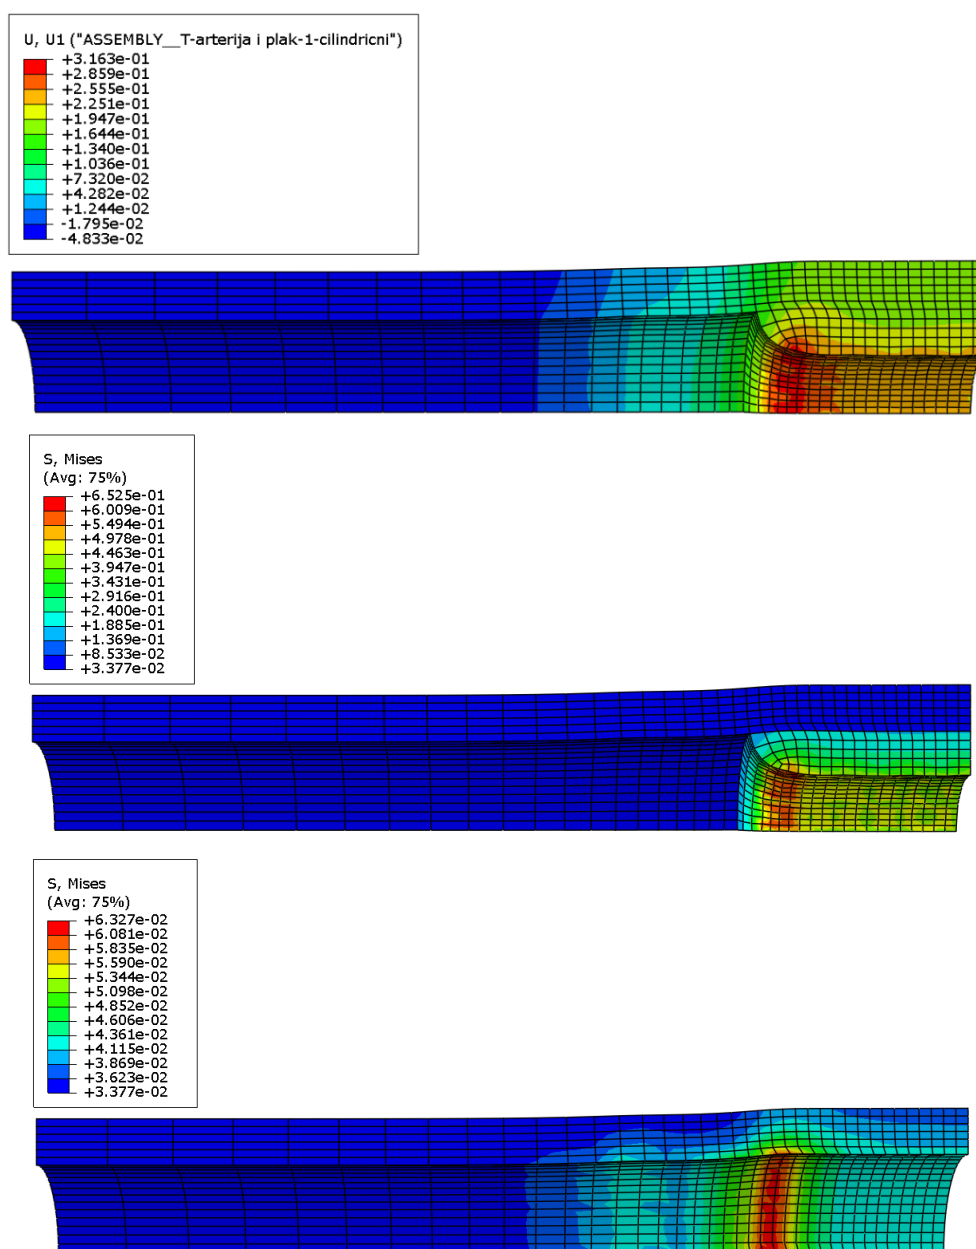 U, U1 ("ASSEMBLY__T-arterija i plak-1-cilindricni")
+3.163e-01
+2.859e-01
+2.555e-01
+2.251e-01
+1.947e-01
+1.644e-01
+1.340e-01
+1.036e-01
+7.320e-02
+4.282e-02
+1.244e-02
-1.795e-02
-4.833e-02
S, Mises
(Avg: 75%)
+6.525e-01
+6.009e-01
+5.494e-01
+4.978e-01
+4.463e-01
+3.947e-01
+3.431e-01
+2.916e-01
+2.400e-01
+1.885e-01
+1.369e-01
+8.533e-02
+3.377e-02
S, Mises
(Avg: 75%)
+6.327e-02
+6.081e-02
+5.835e-02
+5.590e-02
+5.344e-02
+5.098e-02
+4.852e-02
+4.606e-02
+4.361e-02
+4.115e-02
+3.869e-02
+3.623e-02
+3.377e-02